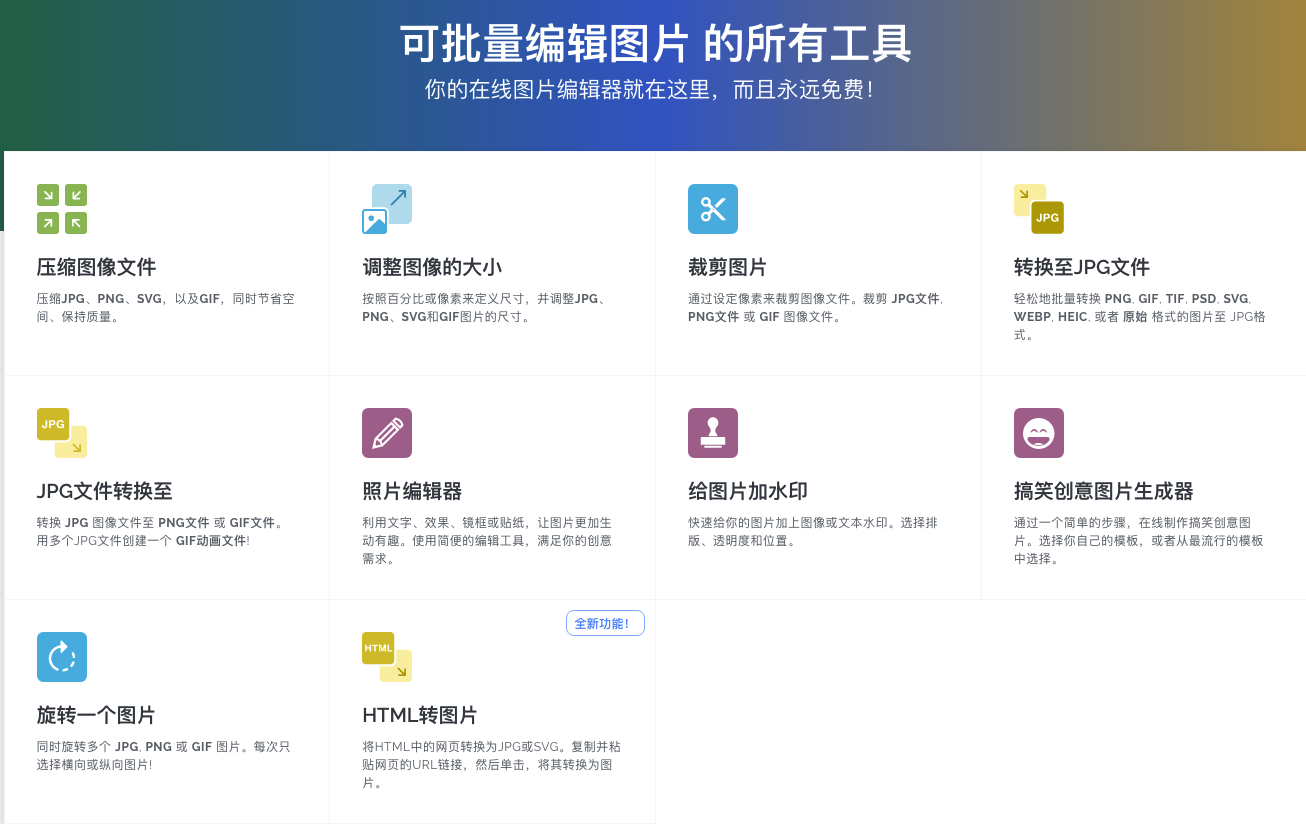 可批量编辑图片 的所有工具
你的在线图片编辑器就在这里，而且永远免费！
压缩图像文件
压缩JPG、PNG、SVG，以及GIF，同时节省空
间、保持质量。
调整图像的大小
按照百分比或像素来定义尺寸，并调整JPG、
PNG、SVG和GIF图片的尺寸。
裁剪图片
通过设定像素来裁剪图像文件。裁剪 JPG文件,
PNG文件 或 GIF 图像文件。
JPG
转换至JPG文件
轻松地批量转换 PNG, GIF, TIF, PSD, SVG,
WEBP, HEIC, 或者 原始 格式的图片至 JPG格
式。
JPG
JPG文件转换至
转换 JPG 图像文件至 PNG文件 或 GIF文件。
用多个JPG文件创建一个 GIF动画文件!
照片编辑器
利用文字、效果、镜框或贴纸，让图片更加生
动有趣。使用简便的编辑工具，满足你的创意
需求。
给图片加水印
快速给你的图片加上图像或文本水印。选择排
版、透明度和位置。
搞笑创意图片生成器
通过一个简单的步骤，在线制作搞笑创意图
片。选择你自己的模板，或者从最流行的模板
中选择。
旋转一个图片
同时旋转多个 JPG, PNG 或 GIF 图片。每次只
选择横向或纵向图片!
全新功能！
HTML
HTML转图片
将HTML中的网页转换为JPG或SVG。复制并粘
贴网页的URL链接，然后单击，将其转换为图
片。